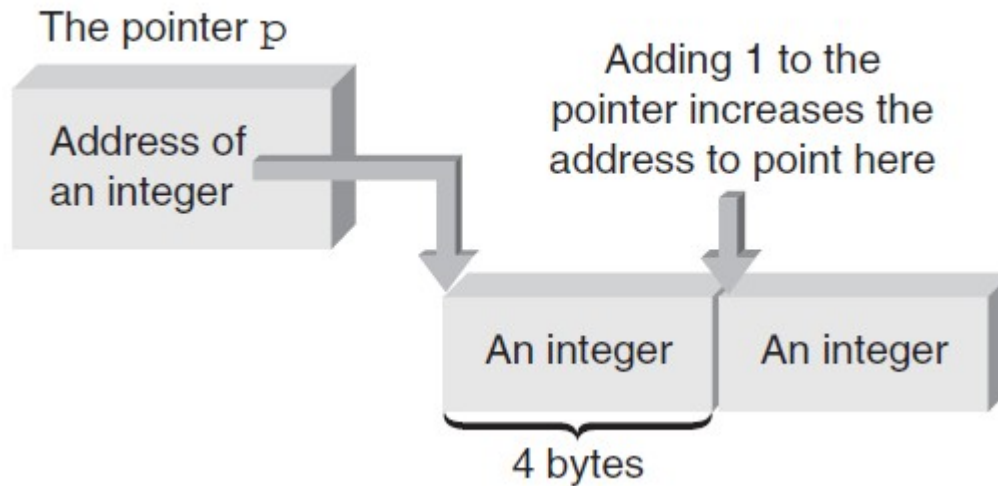 The pointer p
Address of
an integer
Adding 1 to the
pointer increases the
address to point here
An integer
An integer
4 bytes